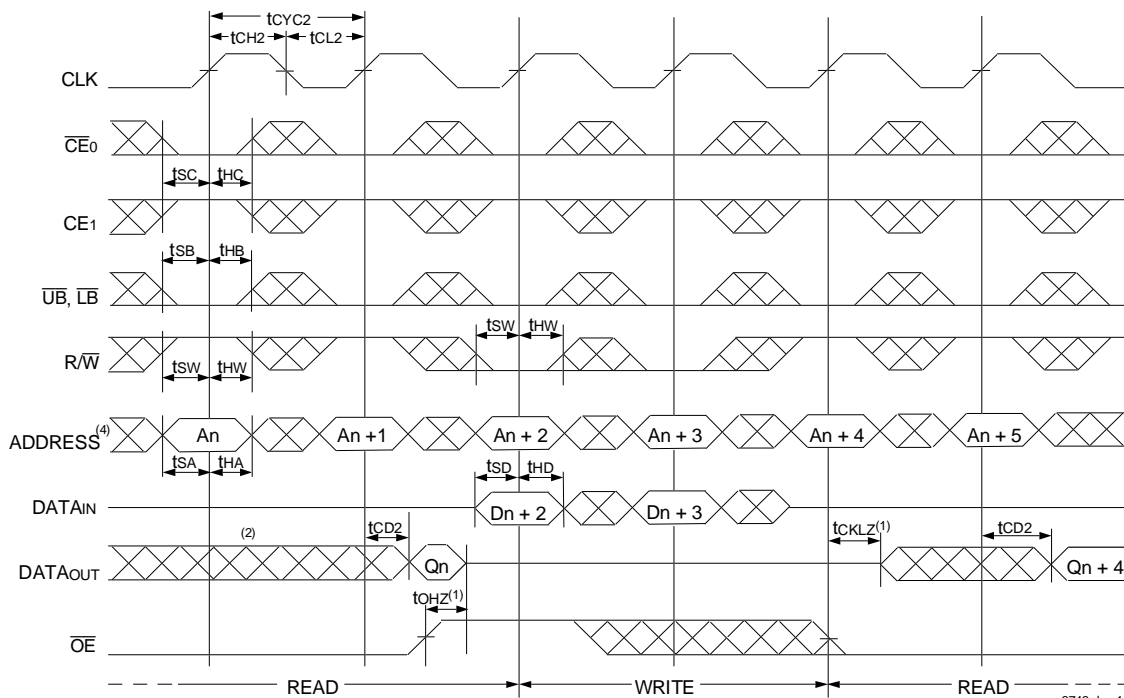 tCYC2
tCH2 tCL2
CLK
CE0
tSC tHC
CE1
tSB tHB
UB, LB
tSW tHW
R/W
tSW tHW
ADDRESS(4) An An +1 An + 2 An + 3 An + 4 An + 5
tSA tHA tSD tHD
DATAIN Dn + 2 Dn + 3
(2) tCD2 tCKLZ(1) tCD2
DATAOUT Qn Qn + 4
tOHZ(1)
OE
READ WRITE READ